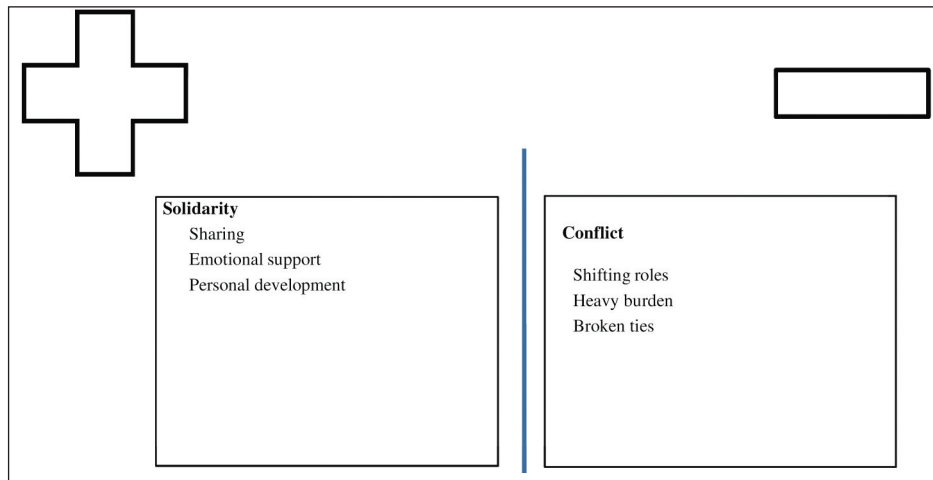 Solidarity
Sharing
Emotional support
Personal development
Conflict
Shifting roles
Heavy burden
Broken ties